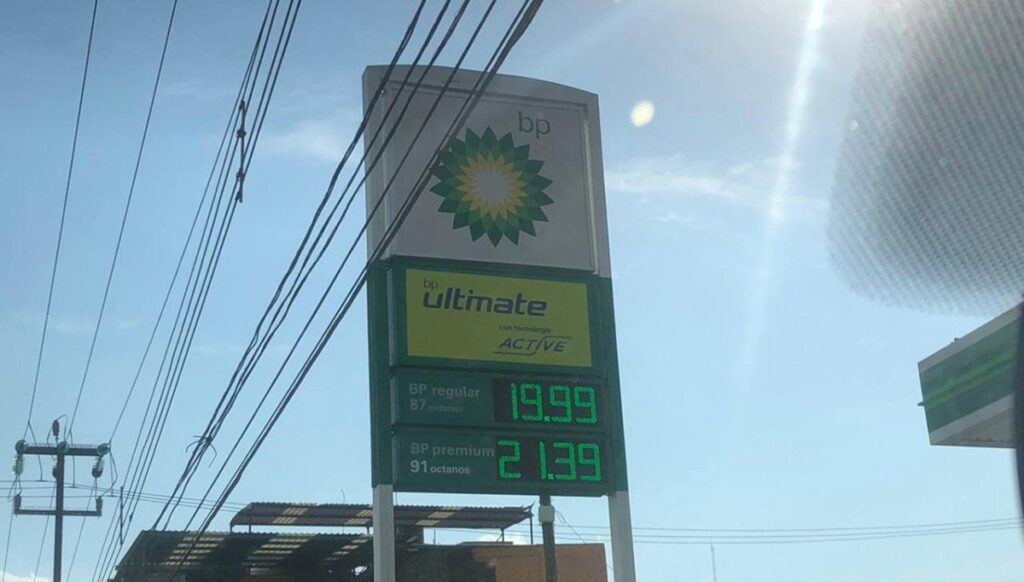 bp
bp
ultimate
con tecnología
ACTIVE
BP regular 19.99
87 octanos
BP premium 21.39
91 octanos